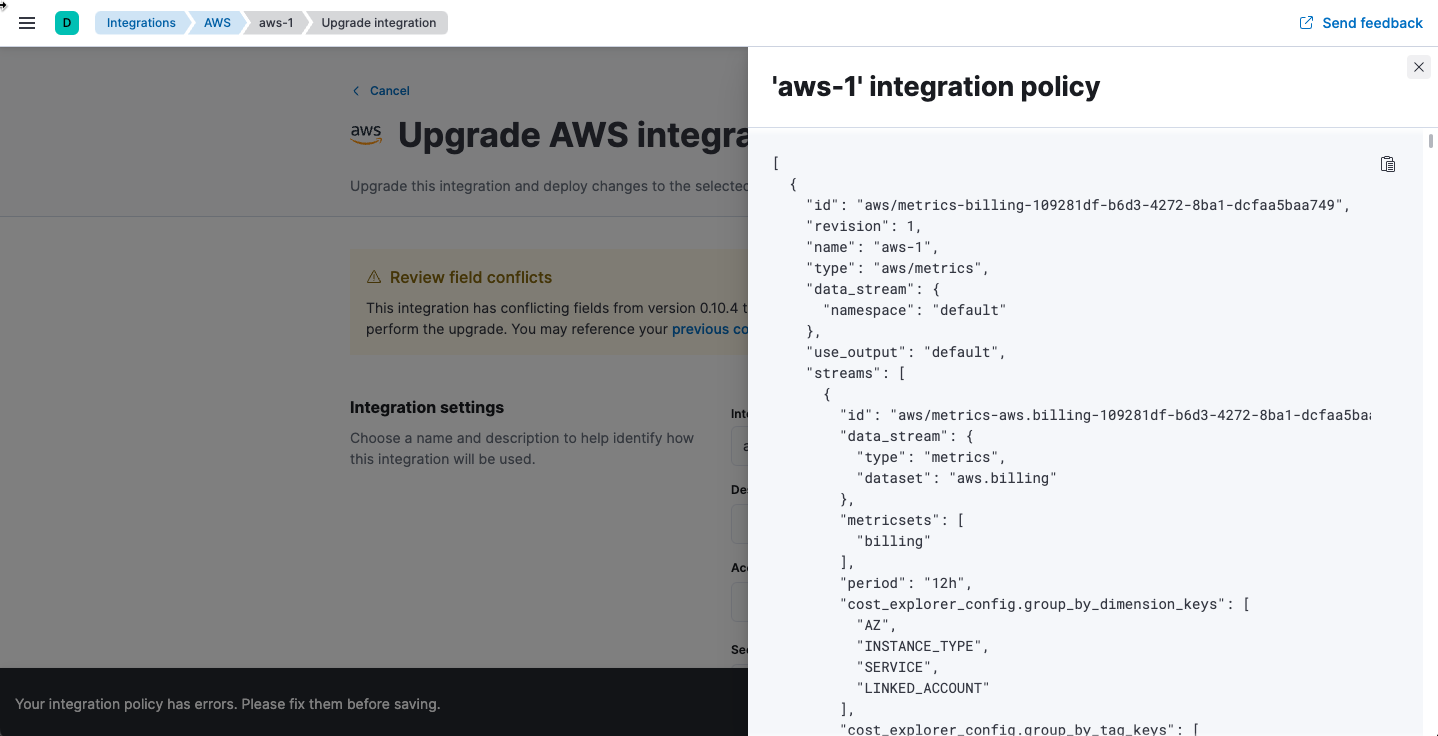 D
Integrations
AWS
aws-1
Upgrade integration
Send feedback
Cancel
aws
Upgrade AWS integra
Upgrade this integration and deploy changes to the selected
Review field conflicts
This integration has conflicting fields from version 0.10.4 t
perform the upgrade. You may reference your previous co
Integration settings
Choose a name and description to help identify how
this integration will be used.
Inte
a
Des
Acc
Sec
Your integration policy has errors. Please fix them before saving.
'aws-1' integration policy
[
{
"id": "aws/metrics-billing-109281df-b6d3-4272-8ba1-dcfaa5baa749",
"revision": 1,
"name": "aws-1",
"type": "aws/metrics",
"data_stream": {
"namespace": "default"
},
"use_output": "default",
"streams": [
{
"id": "aws/metrics-aws.billing-109281df-b6d3-4272-8ba1-dcfaa5baa
"data_stream": {
"type": "metrics",
"dataset": "aws.billing"
},
"metricsets": [
"billing"
],
"period": "12h",
"cost_explorer_config.group_by_dimension_keys": [
"AZ",
"INSTANCE_TYPE",
"SERVICE",
"LINKED_ACCOUNT"
],
"cost_explorer_config.group_by_tag_keys": [